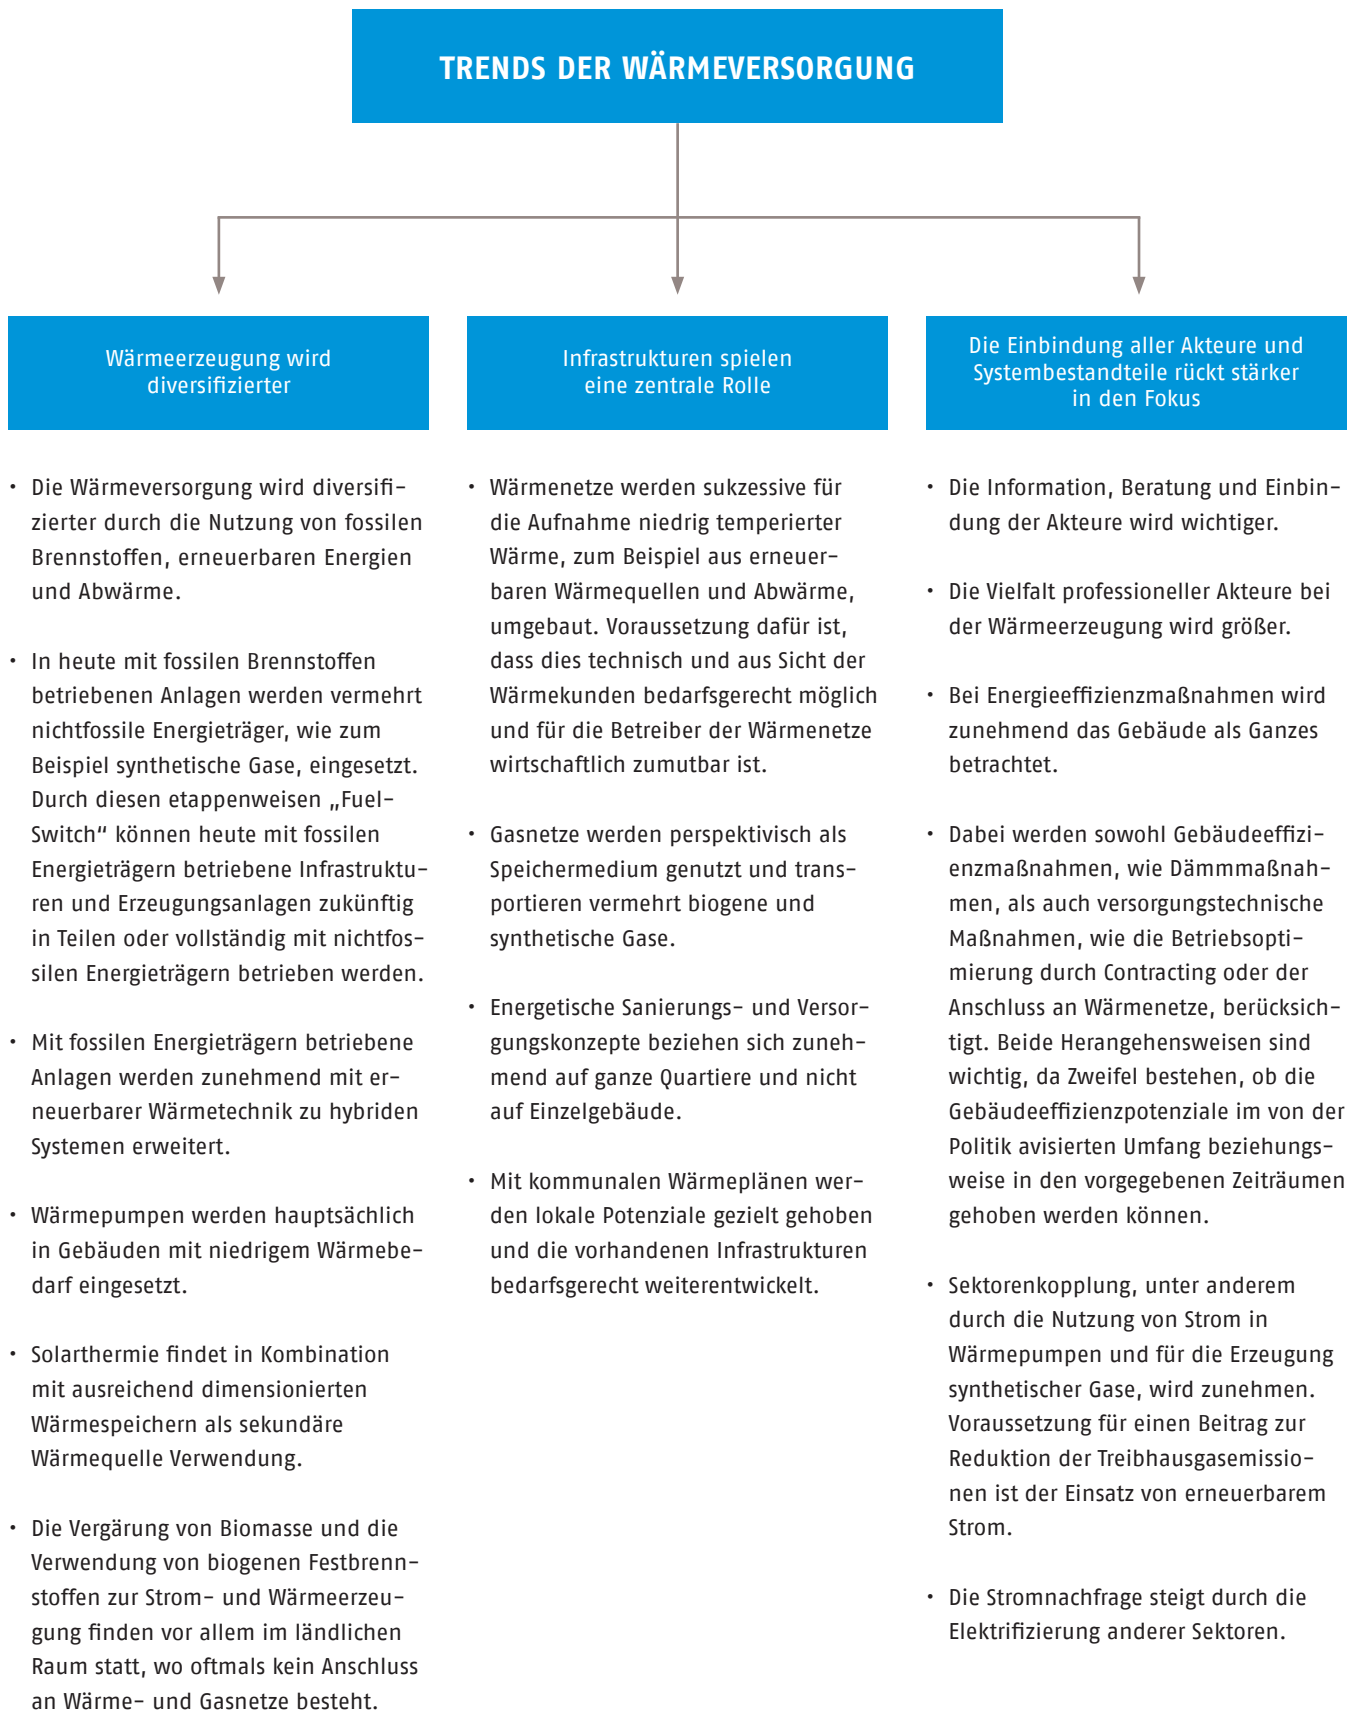 TRENDS DER WÄRMEVERSORGUNG
Wärmeerzeugung wird
diversifizierter
Infrastrukturen spielen
eine zentrale Rolle
Die Einbindung aller Akteure und
Systembestandteile rückt stärker
in den Fokus
• Die Wärmeversorgung wird diversifi-
zierter durch die Nutzung von fossilen
Brennstoffen, erneuerbaren Energien
und Abwärme.
• In heute mit fossilen Brennstoffen
betriebenen Anlagen werden vermehrt
nichtfossile Energieträger, wie zum
Beispiel synthetische Gase, eingesetzt.
Durch diesen etappenweisen „Fuel-
Switch“ können heute mit fossilen
Energieträgern betriebene Infrastruktu-
ren und Erzeugungsanlagen zukünftig
in Teilen oder vollständig mit nichtfos-
silen Energieträgern betrieben werden.
• Mit fossilen Energieträgern betriebene
Anlagen werden zunehmend mit er-
neuerbarer Wärmetechnik zu hybriden
Systemen erweitert.
• Wärmepumpen werden hauptsächlich
in Gebäuden mit niedrigem Wärmebe-
darf eingesetzt.
• Solarthermie findet in Kombination
mit ausreichend dimensionierten
Wärmespeichern als sekundäre
Wärmequelle Verwendung.
• Die Vergärung von Biomasse und die
Verwendung von biogenen Festbrenn-
stoffen zur Strom- und Wärmeerzeu-
gung finden vor allem im ländlichen
Raum statt, wo oftmals kein Anschluss
an Wärme- und Gasnetze besteht.
• Wärmenetze werden sukzessive für
die Aufnahme niedrig temperierter
Wärme, zum Beispiel aus erneuer-
baren Wärmequellen und Abwärme,
umgebaut. Voraussetzung dafür ist,
dass dies technisch und aus Sicht der
Wärmekunden bedarfsgerecht möglich
und für die Betreiber der Wärmenetze
wirtschaftlich zumutbar ist.
• Gasnetze werden perspektivisch als
Speichermedium genutzt und trans-
portieren vermehrt biogene und
synthetische Gase.
• Energetische Sanierungs- und Versor-
gungskonzepte beziehen sich zuneh-
mend auf ganze Quartiere und nicht
auf Einzelgebäude.
• Mit kommunalen Wärmeplänen wer-
den lokale Potenziale gezielt gehoben
und die vorhandenen Infrastrukturen
bedarfsgerecht weiterentwickelt.
• Die Information, Beratung und Einbin-
dung der Akteure wird wichtiger.
• Die Vielfalt professioneller Akteure bei
der Wärmeerzeugung wird größer.
• Bei Energieeffizienzmaßnahmen wird
zunehmend das Gebäude als Ganzes
betrachtet.
• Dabei werden sowohl Gebäudeeffizi-
enzmaßnahmen, wie Dämmmaßnah-
men, als auch versorgungstechnische
Maßnahmen, wie die Betriebsopti-
mierung durch Contracting oder der
Anschluss an Wärmenetze, berücksich-
tigt. Beide Herangehensweisen sind
wichtig, da Zweifel bestehen, ob die
Gebäudeeffizienzpotenziale im von der
Politik avisierten Umfang beziehungs-
weise in den vorgegebenen Zeiträumen
gehoben werden können.
• Sektorenkopplung, unter anderem
durch die Nutzung von Strom in
Wärmepumpen und für die Erzeugung
synthetischer Gase, wird zunehmen.
Voraussetzung für einen Beitrag zur
Reduktion der Treibhausgasemissio-
nen ist der Einsatz von erneuerbarem
Strom.
• Die Stromnachfrage steigt durch die
Elektrifizierung anderer Sektoren.